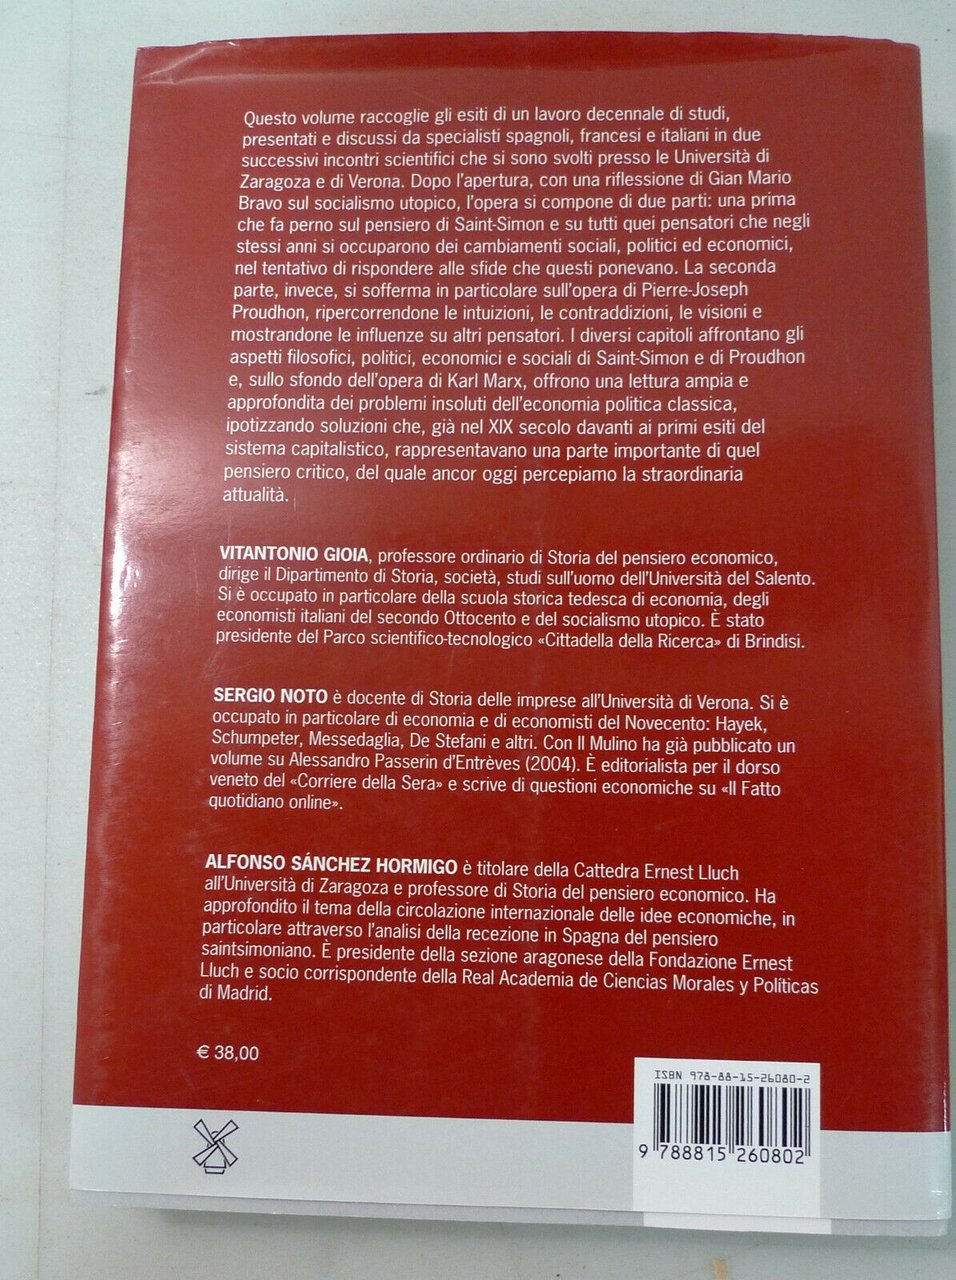 Questo volume raccoglie gli esiti di un lavoro decennale di studi,
presentati e discussi da specialisti spagnoli, francesi e italiani in due
successivi incontri scientifici che si sono svolti presso le Università di
Zaragoza e di Verona. Dopo l'apertura, con una riflessione di Gian Mario
Bravo sul socialismo utopico, l'opera si compone di due parti: una prima
che fa perno sul pensiero di Saint-Simon e su tutti quei pensatori che negli
stessi anni si occuparono dei cambiamenti sociali, politici ed economici,
nel tentativo di rispondere alle sfide che questi ponevano. La seconda
parte, invece, si sofferma in particolare sull'opera di Pierre-Joseph
Proudhon, ripercorrendone le intuizioni, le contraddizioni, le visioni e
mostrandone le influenze su altri pensatori. I diversi capitoli affrontano gli
aspetti filosofici, politici, economici e sociali di Saint-Simon e di Proudhon
e, sullo sfondo dell'opera di Karl Marx, offrono una lettura ampia e
approfondita dei problemi insoluti dell'economia politica classica,
ipotizzando soluzioni che, già nel XIX secolo davanti ai primi esiti del
sistema capitalistico, rappresentavano una parte importante di quel
pensiero critico, del quale ancor oggi percepiamo la straordinaria
attualità.
VITANTONIO GIOIA, professore ordinario di Storia del pensiero economico,
dirige il Dipartimento di Storia, società, studi sull'uomo dell'Università del Salento.
Si è occupato in particolare della scuola storica tedesca di economia, degli
economisti italiani del secondo Ottocento e del socialismo utopico. È stato
presidente del Parco scientifico-tecnologico «Cittadella della Ricerca» di Brindisi.
SERGIO NOTO è docente di Storia delle imprese all'Università di Verona. Si è
occupato in particolare di economia e di economisti del Novecento: Hayek,
Schumpeter, Messedaglia, De Stefani e altri. Con Il Mulino ha già pubblicato un
volume su Alessandro Passerin d'Entrèves (2004). È editorialista per il dorso
veneto del «Corriere della Sera» e scrive di questioni economiche su «Il Fatto
quotidiano online».
ALFONSO SÁNCHEZ HORMIGO è titolare della Cattedra Ernest Lluch
all'Università di Zaragoza e professore di Storia del pensiero economico. Ha
approfondito il tema della circolazione internazionale delle idee economiche, in
particolare attraverso l'analisi della recezione in Spagna del pensiero
saintsimoniano. È presidente della sezione aragonese della Fondazione Ernest
Lluch e socio corrispondente della Real Academia de Ciencias Morales y Políticas
di Madrid.
€ 38,00
ISBN 978-88-15-26080-2
9 788815 260802